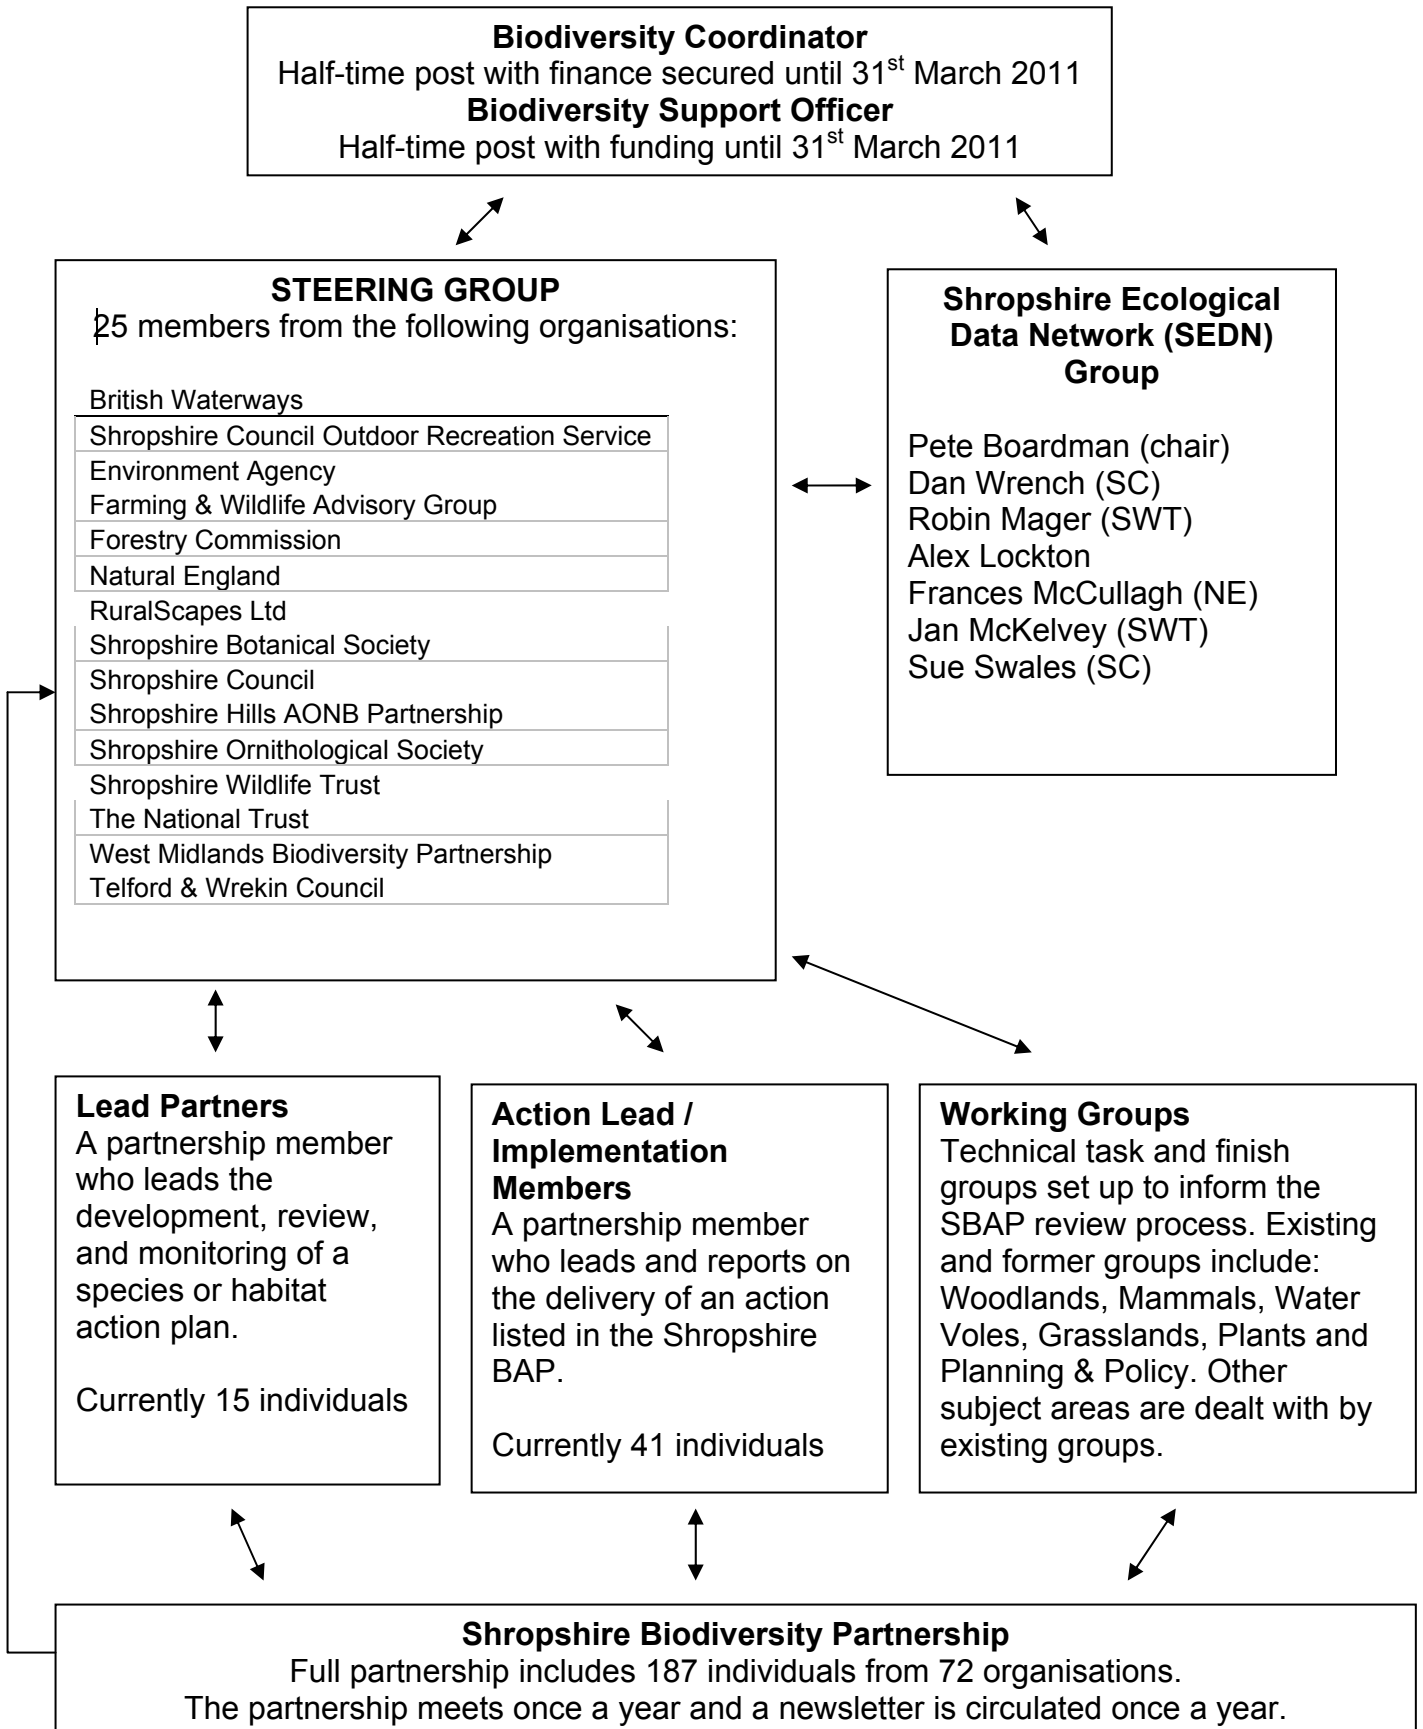 Biodiversity Coordinator
Half-time post with finance secured until 31st March 2011
Biodiversity Support Officer
Half-time post with funding until 31st March 2011
STEERING GROUP
25 members from the following organisations:
British Waterways
Shropshire Council Outdoor Recreation Service
Environment Agency
Farming & Wildlife Advisory Group
Forestry Commission
Natural England
RuralScapes Ltd
Shropshire Botanical Society
Shropshire Council
Shropshire Hills AONB Partnership
Shropshire Ornithological Society
Shropshire Wildlife Trust
The National Trust
West Midlands Biodiversity Partnership
Telford & Wrekin Council
Shropshire Ecological
Data Network (SEDN)
Group
Pete Boardman (chair)
Dan Wrench (SC)
Robin Mager (SWT)
Alex Lockton
Frances McCullagh (NE)
Jan McKelvey (SWT)
Sue Swales (SC)
Lead Partners
A partnership member
who leads the
development, review,
and monitoring of a
species or habitat
action plan.
Currently 15 individuals
Action Lead /
Implementation
Members
A partnership member
who leads and reports on
the delivery of an action
listed in the Shropshire
BAP.
Currently 41 individuals
Working Groups
Technical task and finish
groups set up to inform the
SBAP review process. Existing
and former groups include:
Woodlands, Mammals, Water
Voles, Grasslands, Plants and
Planning & Policy. Other
subject areas are dealt with by
existing groups.
Shropshire Biodiversity Partnership
Full partnership includes 187 individuals from 72 organisations.
The partnership meets once a year and a newsletter is circulated once a year.